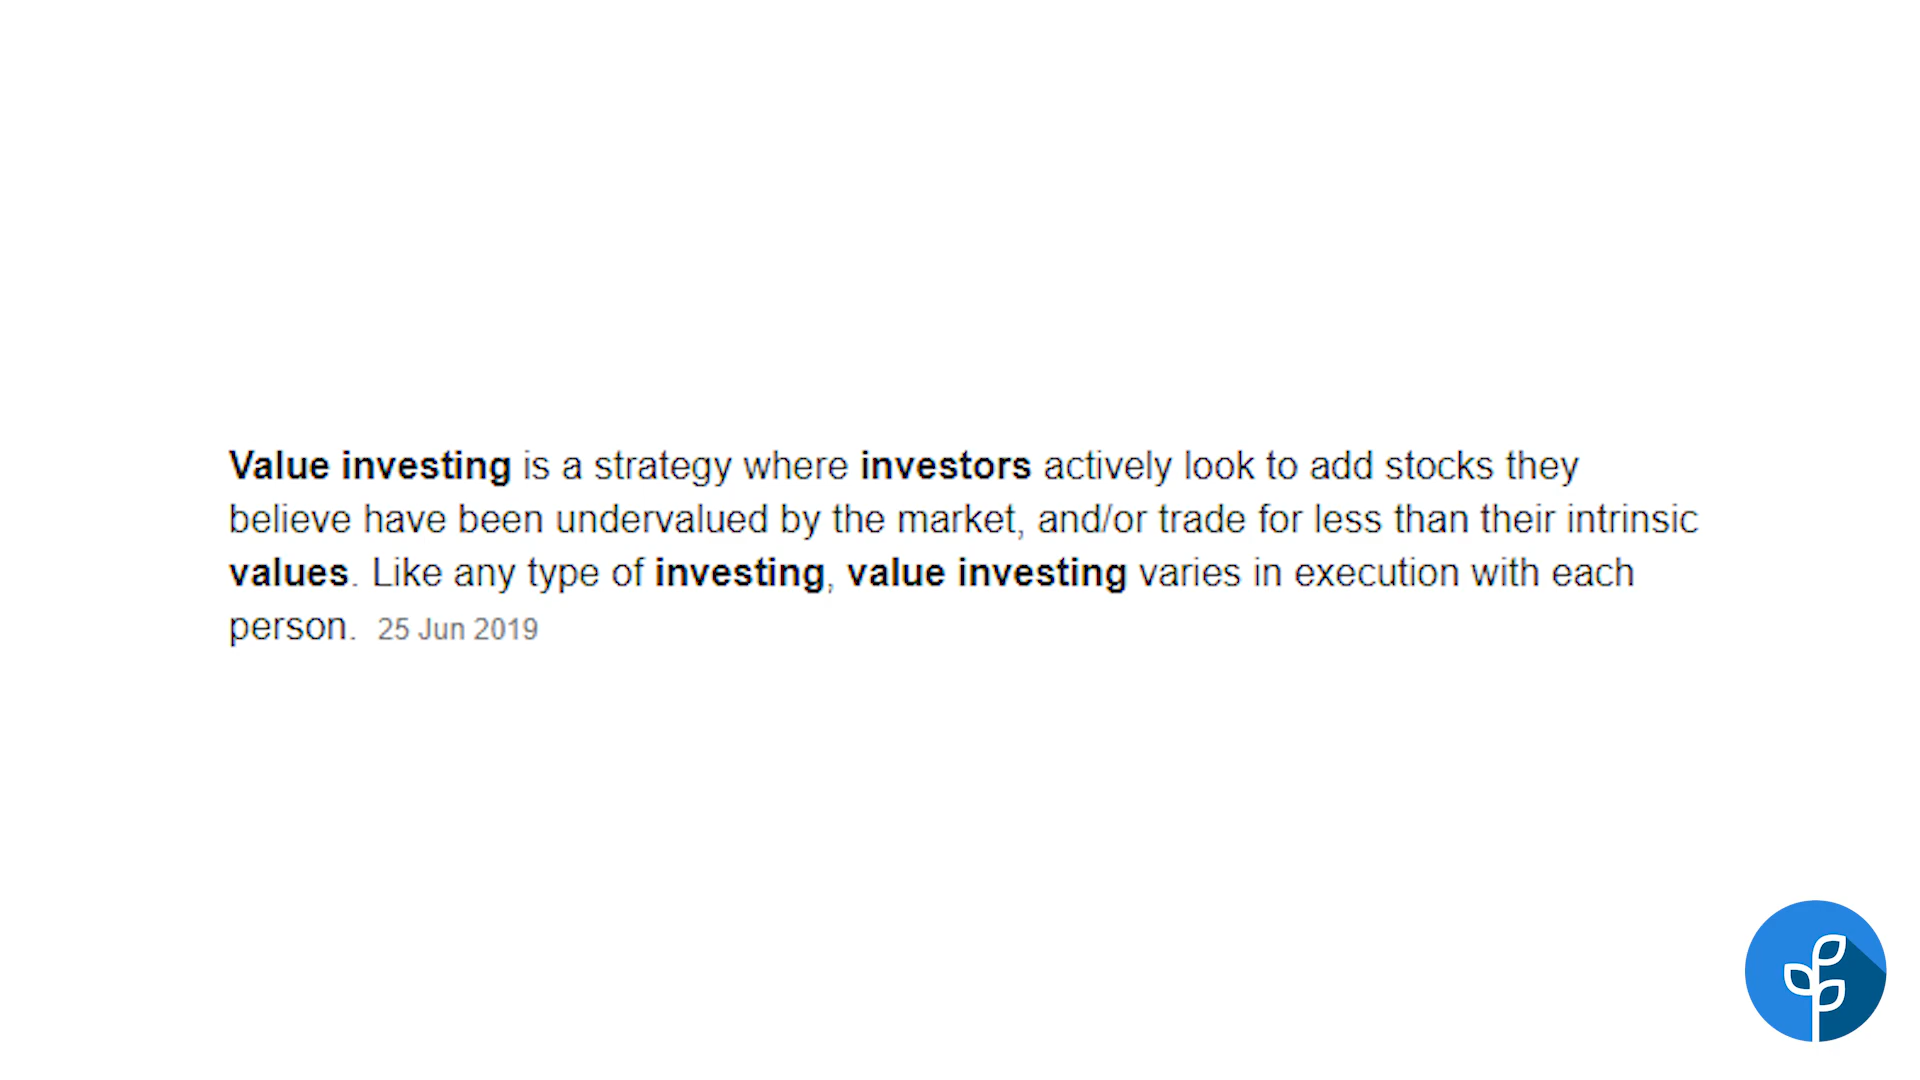 Value investing is a strategy where investors actively look to add stocks they
believe have been undervalued by the market, and/or trade for less than their intrinsic
values. Like any type of investing, value investing varies in execution with each
person. 25 Jun 2019